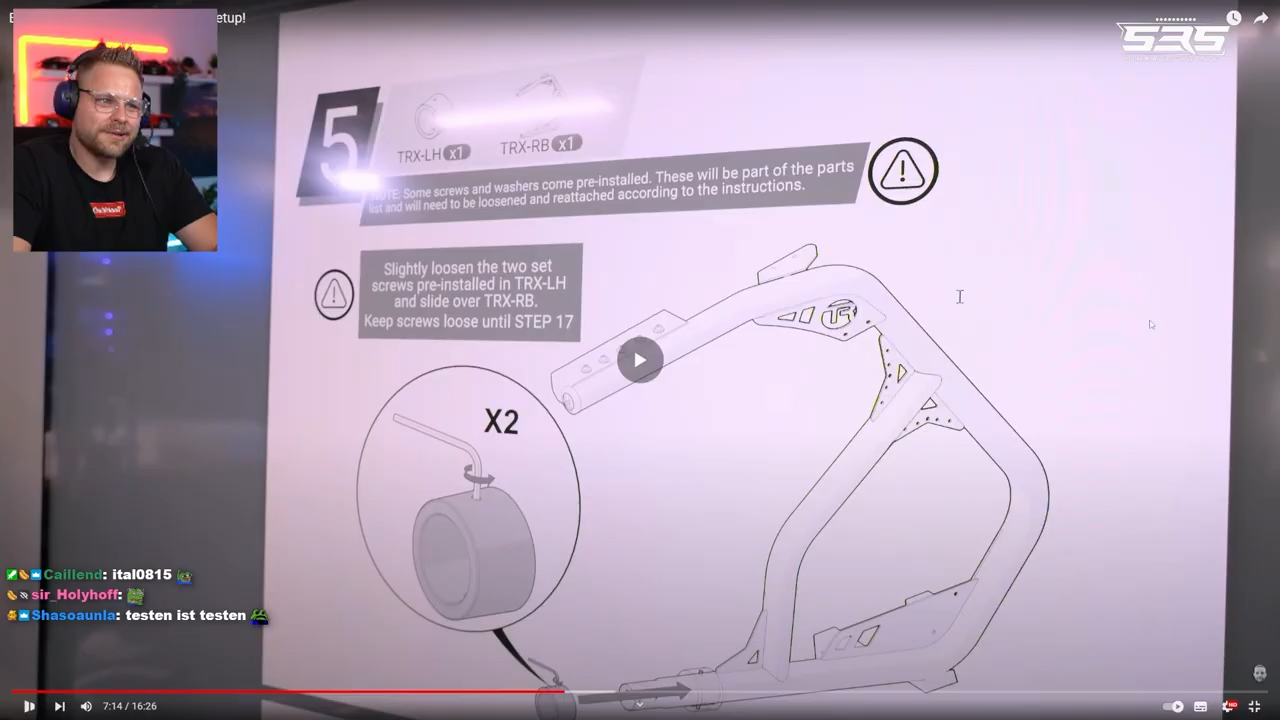 etup!
SRS
5
TRX-LH x1
TRX-RB x1
NOTE: Some screws and washers come pre-installed. These will be part of the parts
list and will need to be loosened and reattached according to the instructions.
Slightly loosen the two set
screws pre-installed in TRX-LH
and slide over TRX-RB.
Keep screws loose until STEP 17
X2
TR
Caillend: ital0815
sir_Holyhoff:
Shasoaunla: testen ist testen
7:14 / 16:26
HD